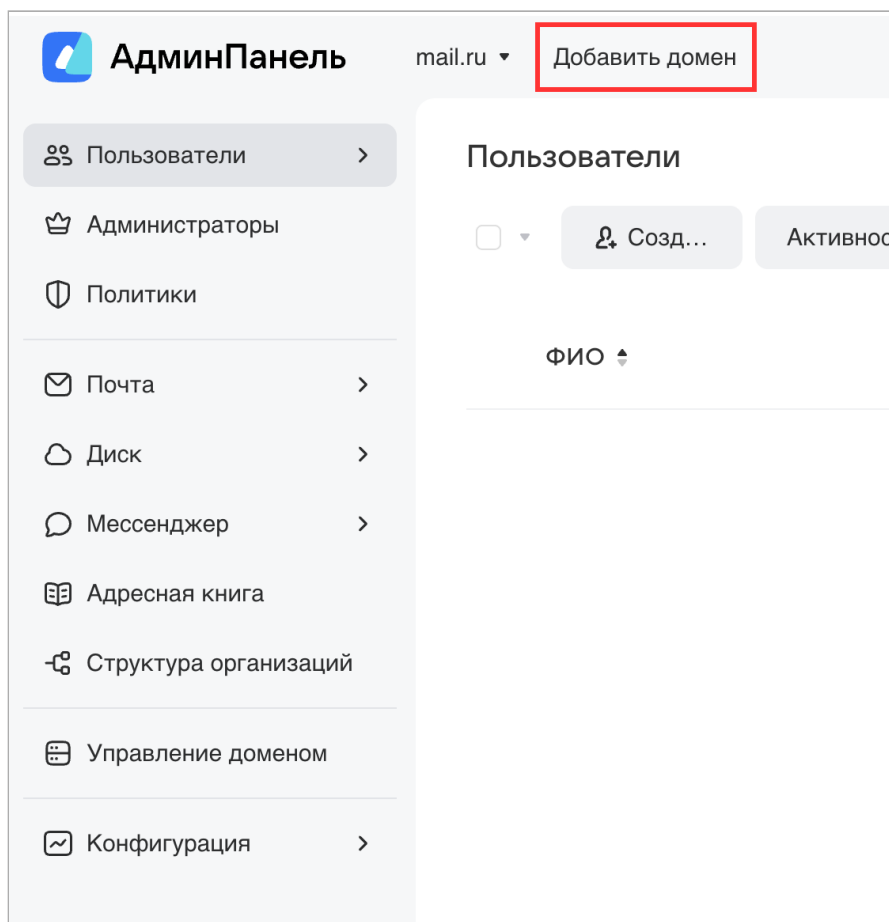 АдминПанель
mail.ru
Добавить домен
Пользователи
Администраторы
Политики
Почта
Диск
Мессенджер
Адресная книга
Структура организаций
Управление доменом
Конфигурация
Пользователи
Созд...
Активнос
ФИО